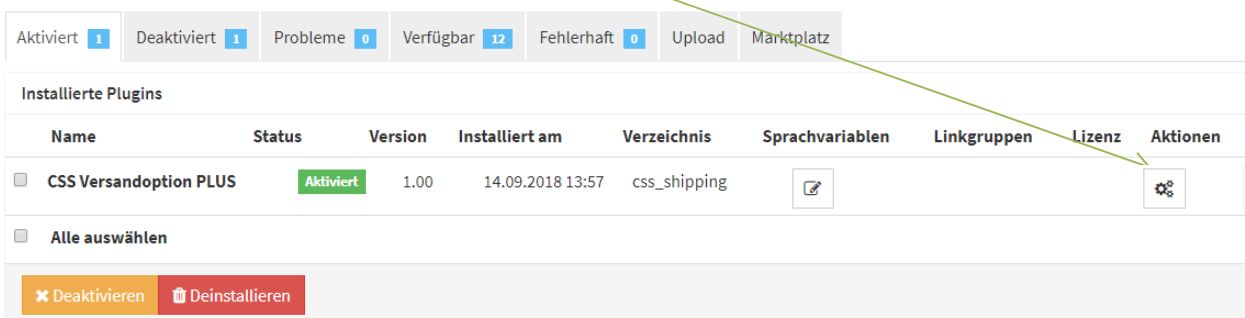 Aktiviert 1 Deaktiviert 1 Probleme 0 Verfügbar 12 Fehlerhaft 0 Upload Marktplatz
Installierte Plugins
Name Status Version Installiert am Verzeichnis Sprachvariablen Linkgruppen Lizenz Aktionen
CSS Versandoption PLUS Aktiviert 1.00 14.09.2018 13:57 css_shipping
Alle auswählen
Deaktivieren Deinstallieren